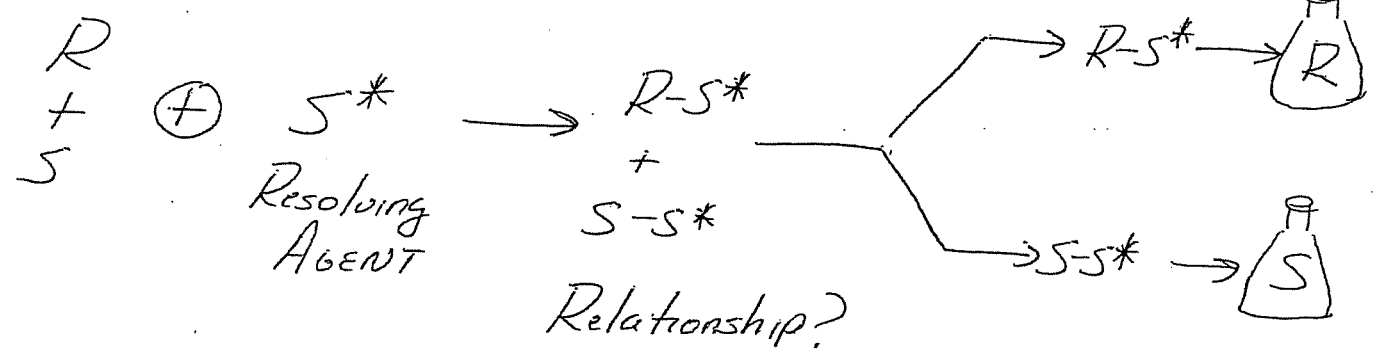 R
+
S
⊕
S*
Resolving
AGENT
R-S*
+
S-S*
Relationship?
R-S*
R
S-S*
S